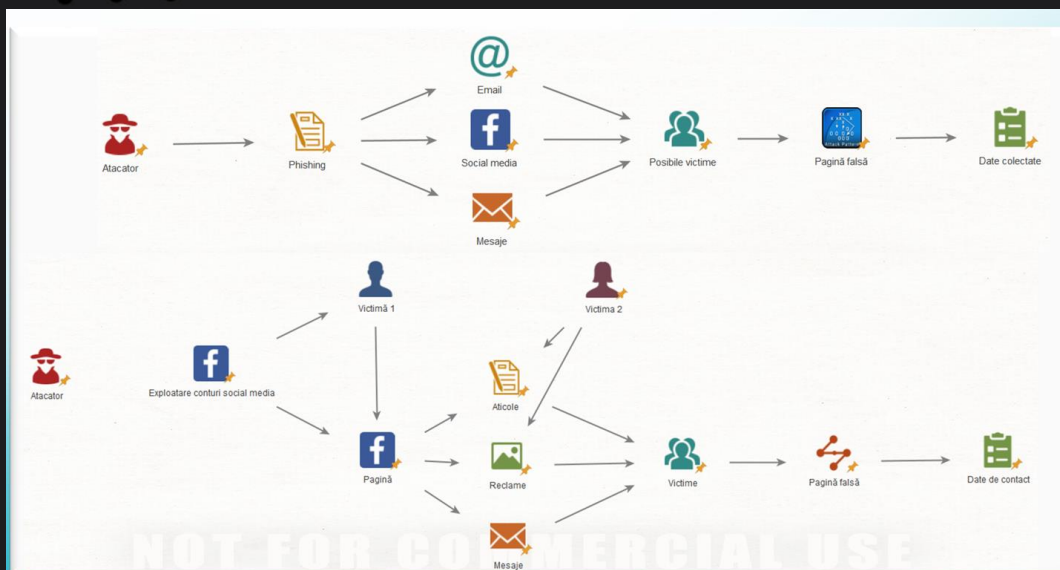 Email
Atacator
Phishing
Social media
Posibile victime
Pagină falsă
Date colectate
Mesaje
Victimă 1
Victima 2
Atacator
Exploatare conturi social media
Aticole
Pagină
Reclame
Victime
Pagină falsă
Date de contact
Mesaje
NOT FOR COMMERCIAL USE